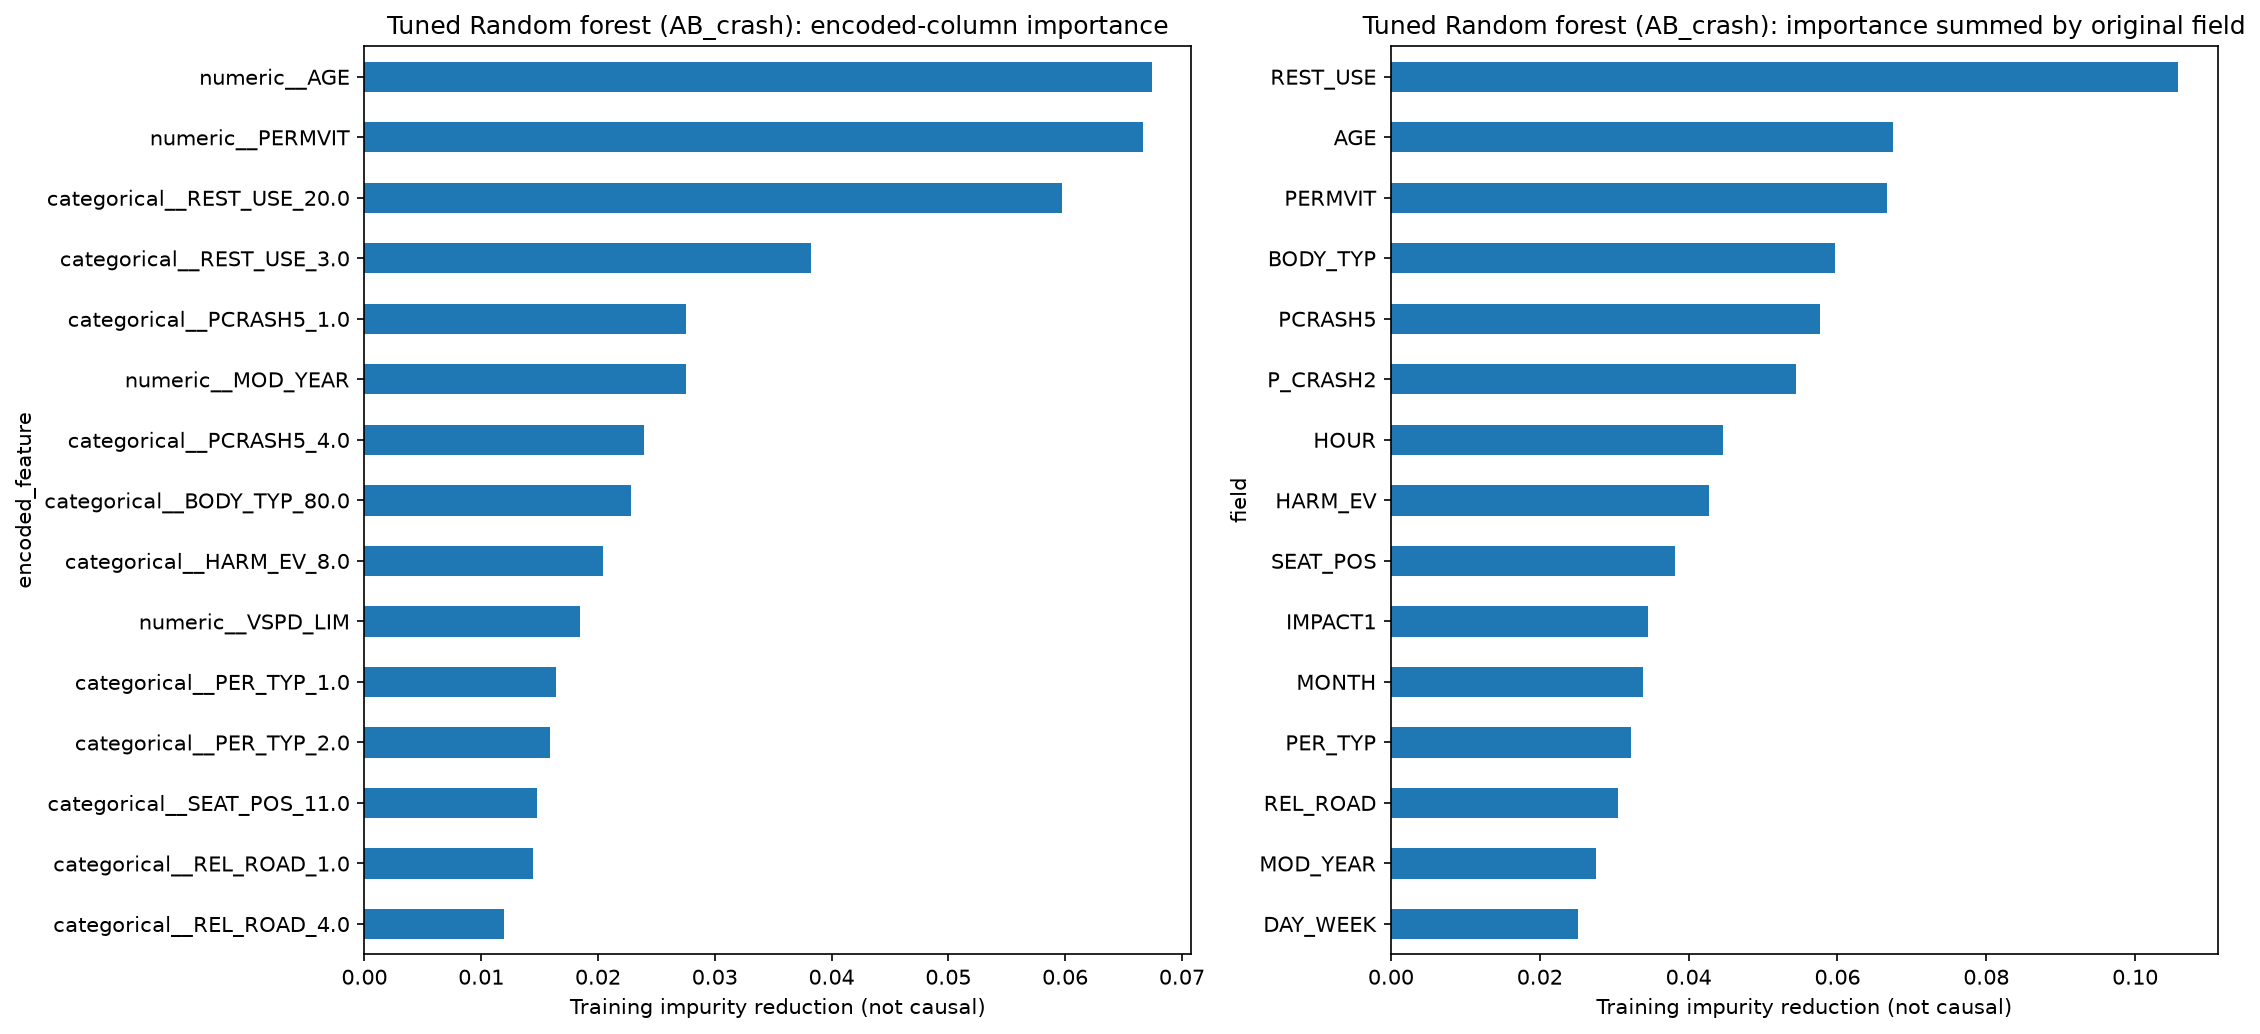 Tuned Random forest (AB_crash): encoded-column importance
encoded_feature
numeric__AGE
numeric__PERMVIT
categorical__REST_USE_20.0
categorical__REST_USE_3.0
categorical__PCRASH5_1.0
numeric__MOD_YEAR
categorical__PCRASH5_4.0
categorical__BODY_TYP_80.0
categorical__HARM_EV_8.0
numeric__VSPD_LIM
categorical__PER_TYP_1.0
categorical__PER_TYP_2.0
categorical__SEAT_POS_11.0
categorical__REL_ROAD_1.0
categorical__REL_ROAD_4.0
0.00 0.01 0.02 0.03 0.04 0.05 0.06 0.07
Training impurity reduction (not causal)
Tuned Random forest (AB_crash): importance summed by original field
field
REST_USE
AGE
PERMVIT
BODY_TYP
PCRASH5
P_CRASH2
HOUR
HARM_EV
SEAT_POS
IMPACT1
MONTH
PER_TYP
REL_ROAD
MOD_YEAR
DAY_WEEK
0.00 0.02 0.04 0.06 0.08 0.10
Training impurity reduction (not causal)